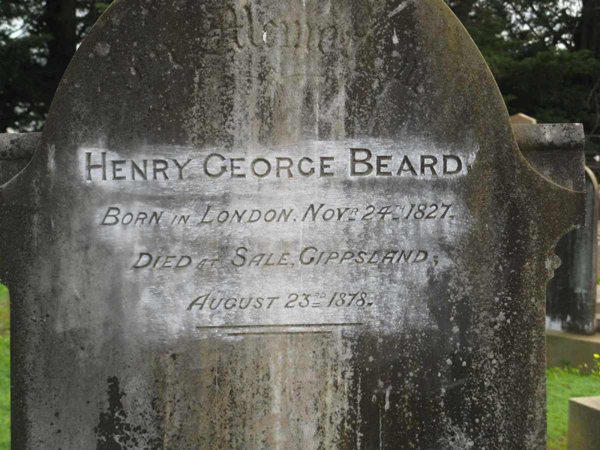 HENRY GEORGE BEARD
BORN IN LONDON. NOVR 24TH 1827.
DIED AT SALE, GIPPSLAND,
AUGUST 23RD 1878.